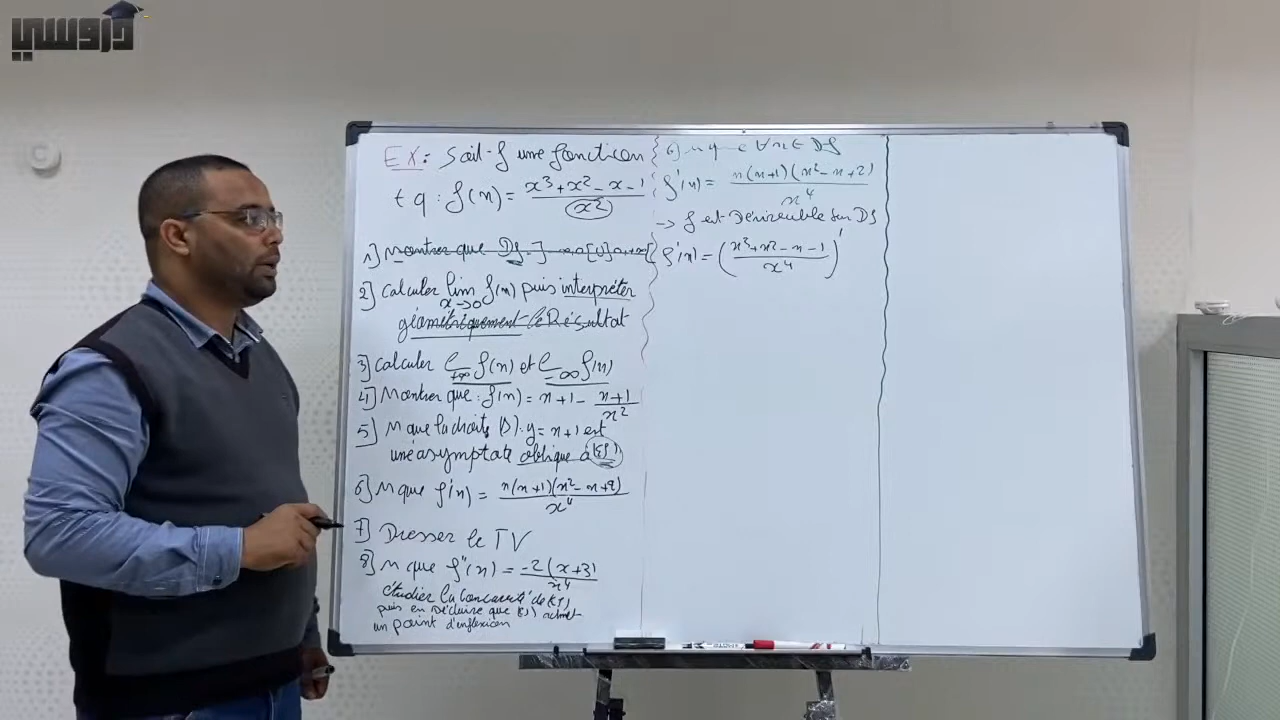 دروسي
EX: Soit f une fonction
tq: f(x) = x³+x²-x-1 / x²
1] Montrer que Df = ]-∞,0[∪]0,+∞[
2] Calculer lim x→0 f(x) puis interpréter
géométriquement le Résultat
3] Calculer l +∞ f(x) et l -∞ f(x)
4] Montrer que: f(x) = x+1 - x+1 / x²
5] M que la droite (D): y = x+1 est
une asymptote oblique à (Cf)
6] M que f'(x) = x(x+1)(x²-x+2) / x⁴
7] Dresser le TV
8] M que f"(x) = -2(x+3) / x⁴
étudier la concavité de (Cf)
puis en Déduire que (Cf) admet
un point d'inflexion
6) M q ∀x∈Df
f'(x) = x(x+1)(x²-x+2) / x⁴
→ f est Dérivable sur Df
f'(x) = (x³+x²-x-1 / x⁴)'